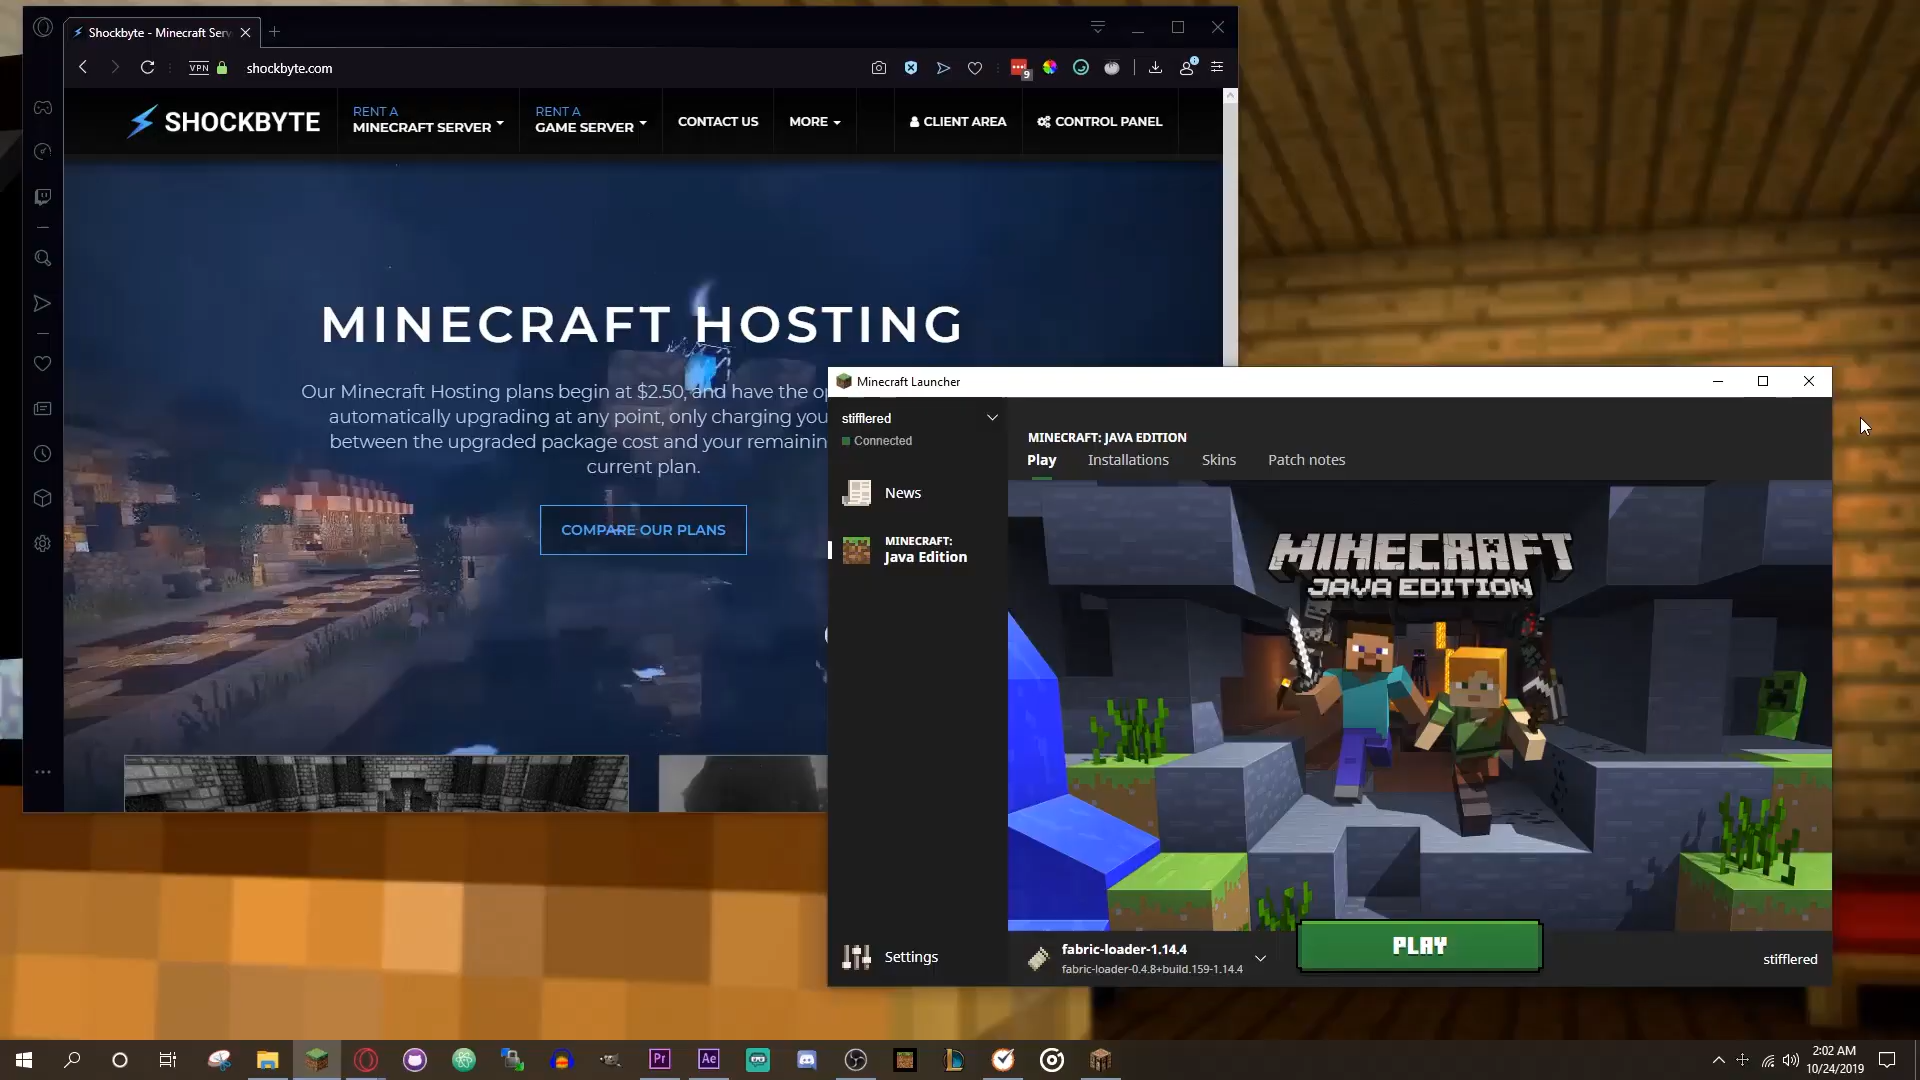 Shockbyte - Minecraft Serv
VPN
shockbyte.com
9
SHOCKBYTE
RENT A
MINECRAFT SERVER
RENT A
GAME SERVER
CONTACT US
MORE
CLIENT AREA
CONTROL PANEL
MINECRAFT HOSTING
Our Minecraft Hosting plans begin at $2.50, and have the op
automatically upgrading at any point, only charging you
between the upgraded package cost and your remainin
current plan.
COMPARE OUR PLANS
Minecraft Launcher
stifflered
Connected
News
MINECRAFT:
Java Edition
Settings
MINECRAFT: JAVA EDITION
Play
Installations
Skins
Patch notes
MINECRAFT
JAVA EDITION
fabric-loader-1.14.4
fabric-loader-0.4.8+build.159-1.14.4
PLAY
stifflered
Pr
Ae
2:02 AM
10/24/2019